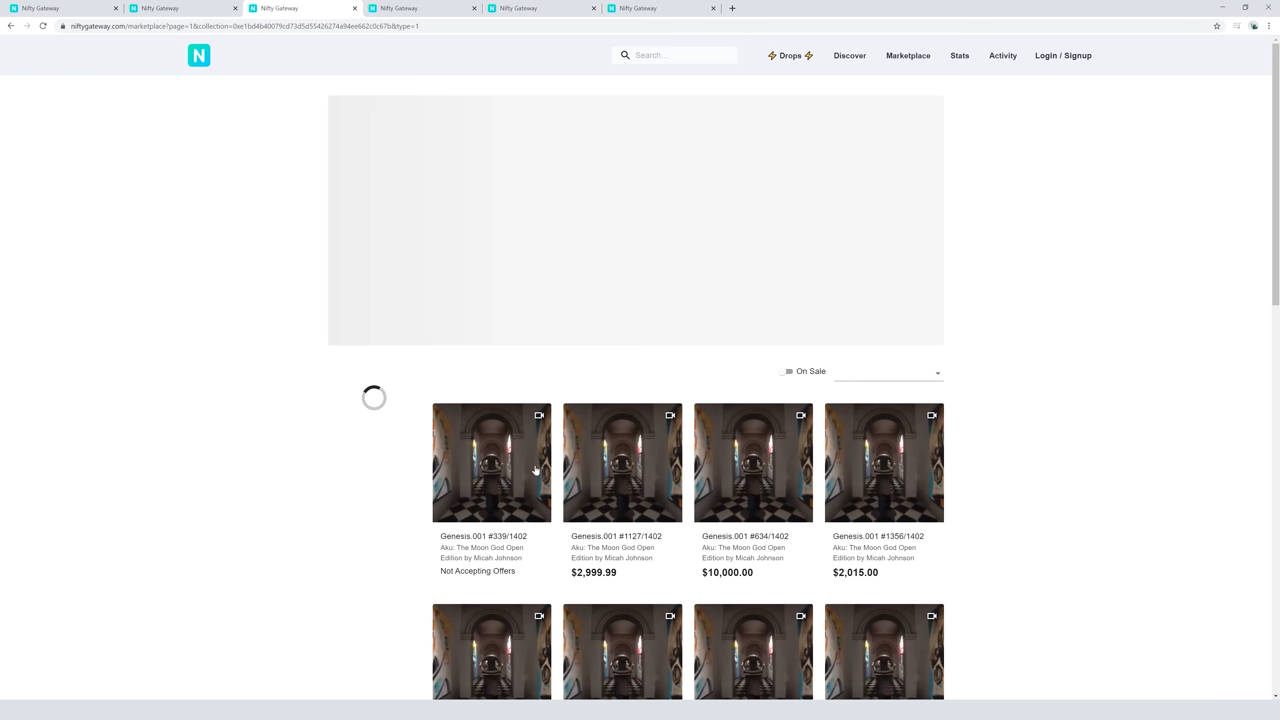 Nifty Gateway
Nifty Gateway
Nifty Gateway
Nifty Gateway
Nifty Gateway
Nifty Gateway
niftygateway.com/marketplace?page=1&collection=0xe1bd4b40079cd73d5d55426274a94ee662c0c67b&type=1
N
Search...
Drops
Discover
Marketplace
Stats
Activity
Login / Signup
On Sale
Genesis.001 #339/1402
Aku: The Moon God Open
Edition by Micah Johnson
Not Accepting Offers
Genesis.001 #1127/1402
Aku: The Moon God Open
Edition by Micah Johnson
$2,999.99
Genesis.001 #634/1402
Aku: The Moon God Open
Edition by Micah Johnson
$10,000.00
Genesis.001 #1356/1402
Aku: The Moon God Open
Edition by Micah Johnson
$2,015.00